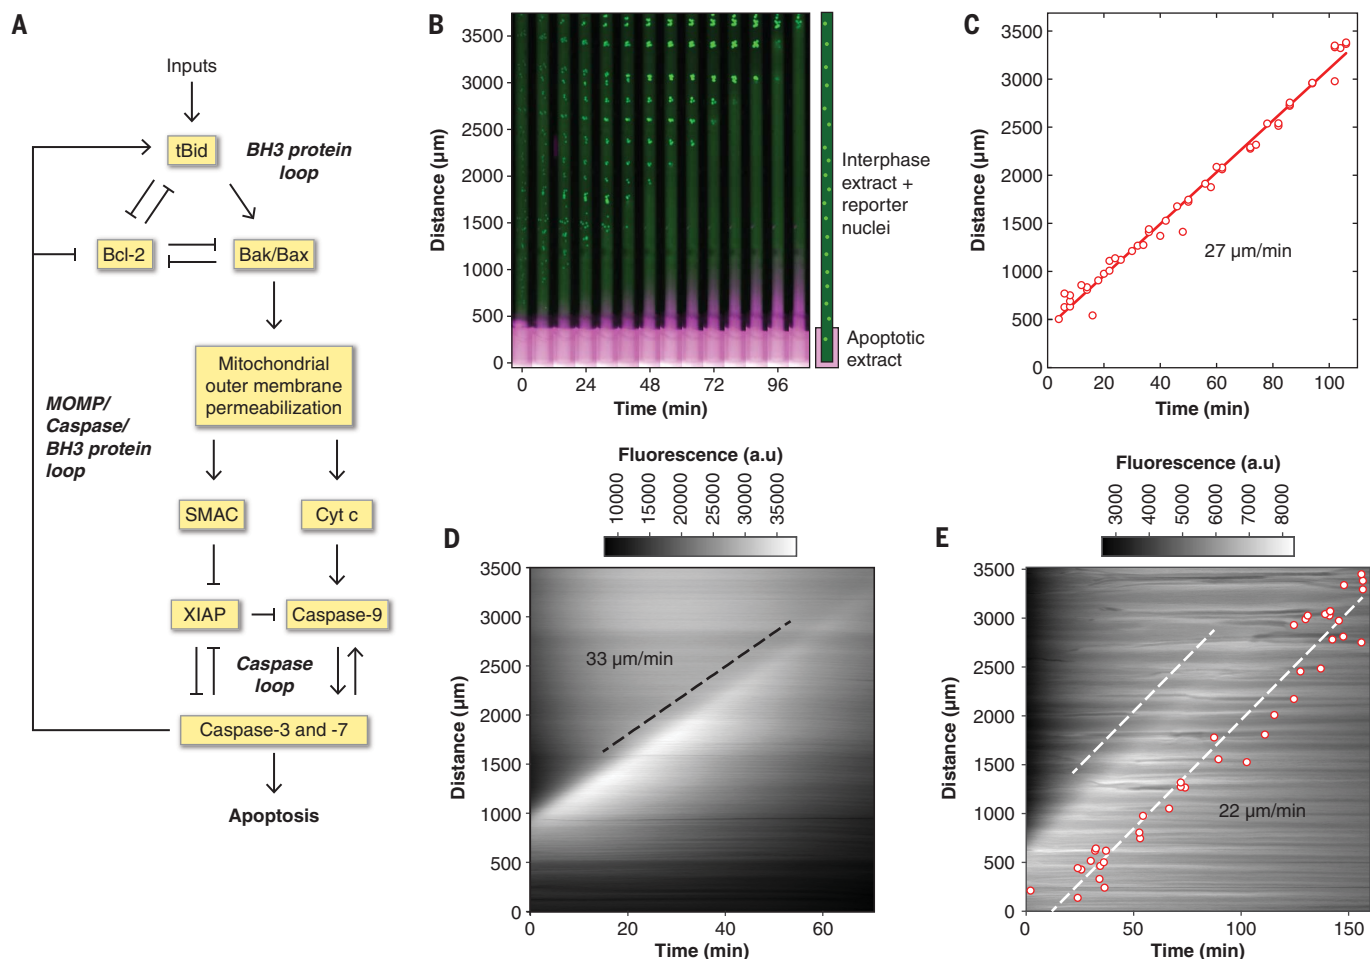 A
Inputs
tBid
BH3 protein
loop
Bcl-2
Bak/Bax
Mitochondrial
outer membrane
permeabilization
MOMP/
Caspase/
BH3 protein
loop
SMAC
Cyt c
XIAP
Caspase-9
Caspase
loop
Caspase-3 and -7
Apoptosis
B
Distance (µm)
3500
3000
2500
2000
1500
1000
500
0
0 24 48 72 96
Time (min)
Interphase
extract +
reporter
nuclei
Apoptotic
extract
C
Distance (µm)
3500
3000
2500
2000
1500
1000
500
0
27 µm/min
0 20 40 60 80 100
Time (min)
D
Fluorescence (a.u)
10000 15000 20000 25000 30000 35000
Distance (µm)
3500
3000
2500
2000
1500
1000
500
0
33 µm/min
0 20 40 60
Time (min)
E
Fluorescence (a.u)
3000 4000 5000 6000 7000 8000
Distance (µm)
3500
3000
2500
2000
1500
1000
500
0
22 µm/min
0 50 100 150
Time (min)